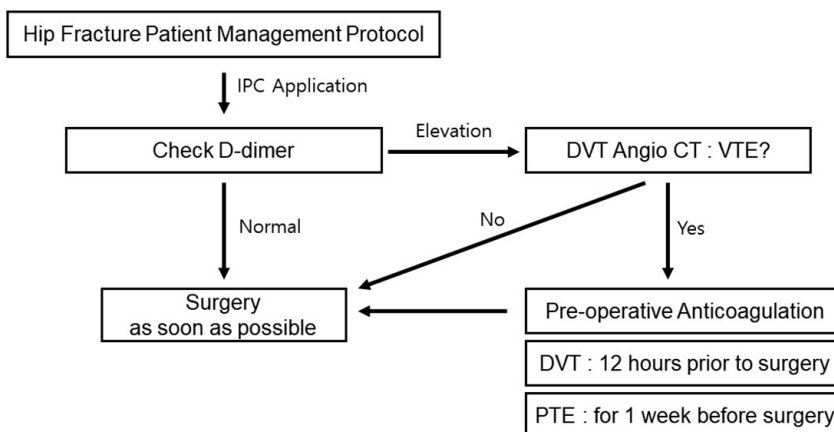 Hip Fracture Patient Management Protocol
IPC Application
Check D-dimer
Elevation
DVT Angio CT : VTE?
Normal
No
Yes
Surgery
as soon as possible
Pre-operative Anticoagulation
DVT : 12 hours prior to surgery
PTE : for 1 week before surgery